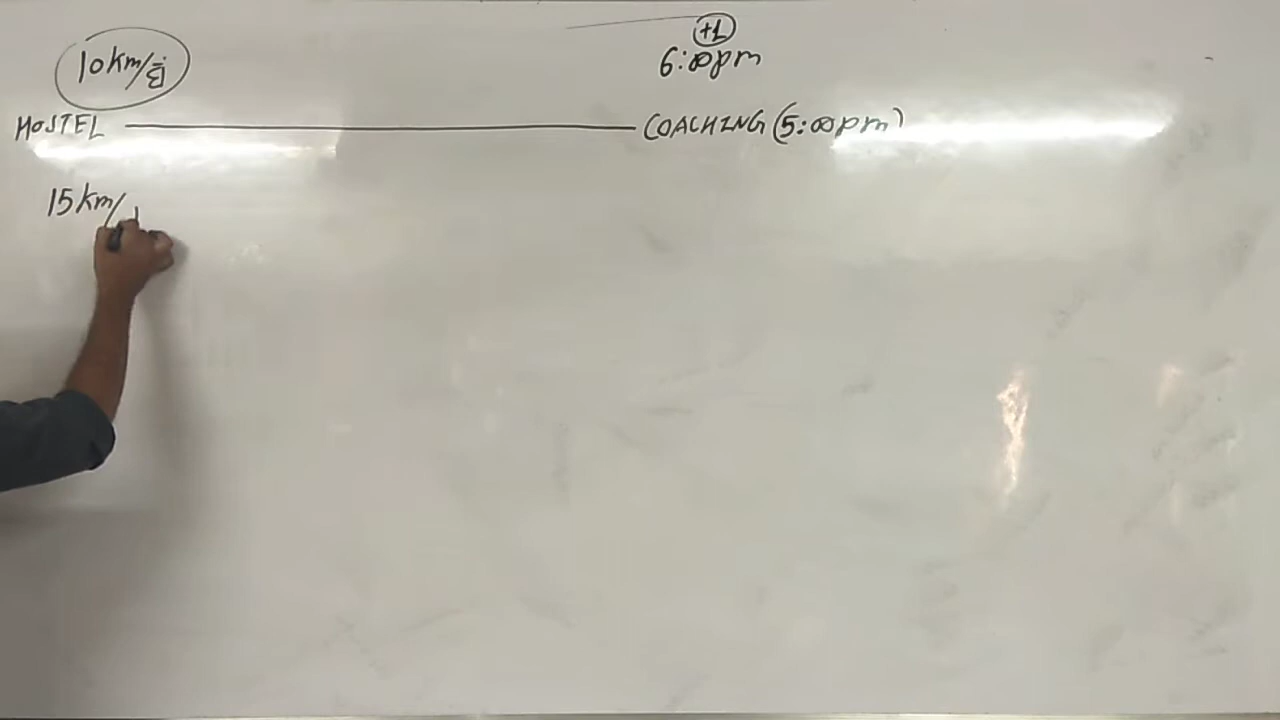 +1
10km/घं
6:00pm
HOSTEL COACHING (5:00pm)
15km/